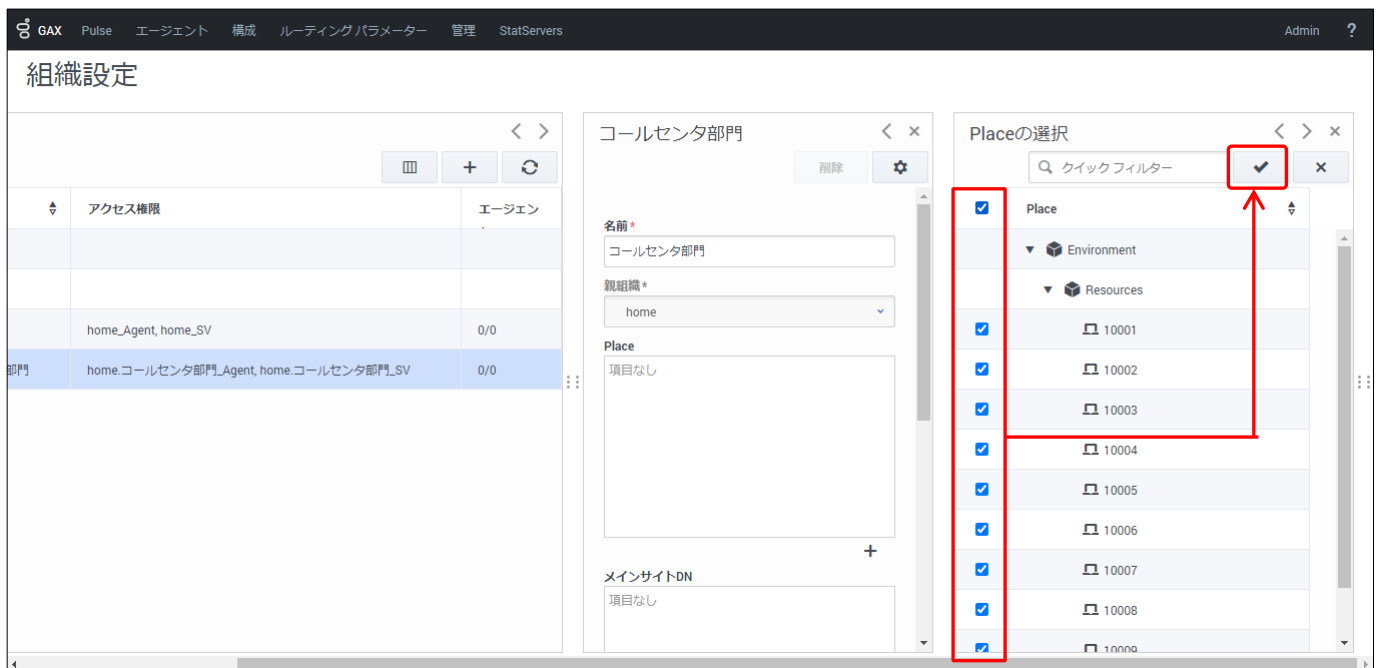 GAX Pulse エージェント 構成 ルーティング パラメーター 管理 StatServers Admin ?
組織設定
アクセス権限 エージェン
home_Agent, home_SV 0/0
部門 home.コールセンタ部門_Agent, home.コールセンタ部門_SV 0/0
コールセンタ部門
削除
名前*
コールセンタ部門
親組織*
home
Place
項目なし
メインサイトDN
項目なし
Placeの選択
クイック フィルター
Place
Environment
Resources
10001
10002
10003
10004
10005
10006
10007
10008
10009